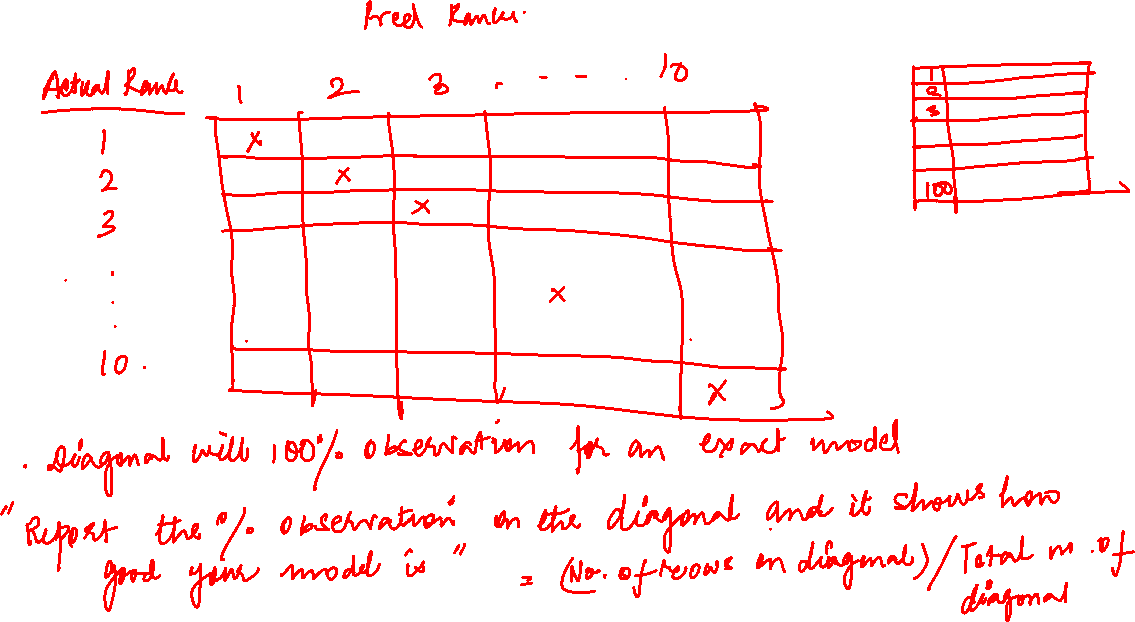 Pred Rank.
Actual Rank
1 2 3 . - - - . 10
1
2
3
.
.
.
10 .
x
x
x
x
x
1
2
3
100
. Diagonal will 100% observation for an exact model
"Report the % observation on the diagonal and it shows how
good your model is" = (No. of rows on diagonal) / Total no. of
diagonal